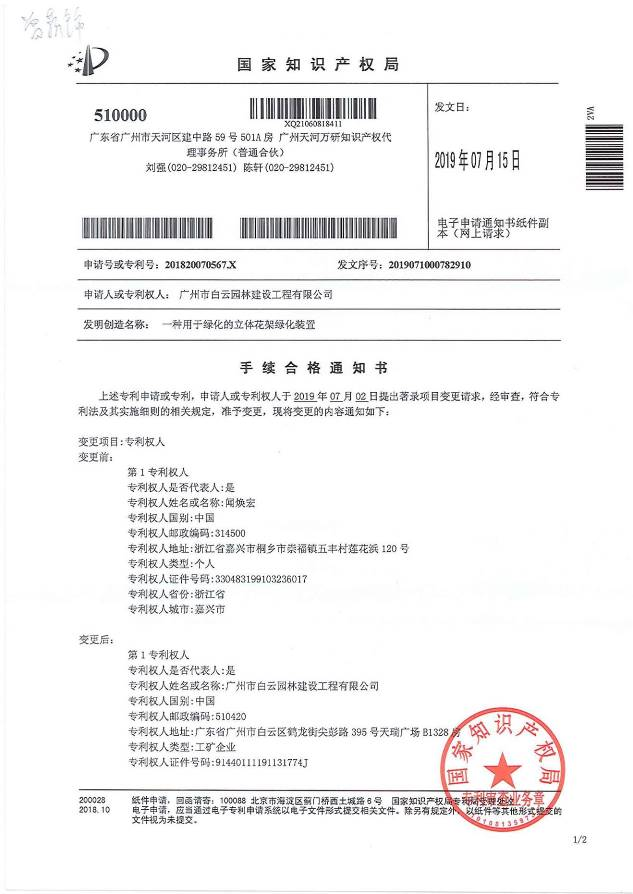 国家知识产权局
510000
XQ21060818411
广东省广州市天河区建中路 59 号 501A 房 广州天河万研知识产权代
理事务所（普通合伙）
刘强(020-29812451) 陈轩(020-29812451)
发文日：
2019 年 07 月 15 日
2VA
电子申请通知书纸件副
本（网上请求）
申请号或专利号：201820070567.X 发文序号：2019071000782910
申请人或专利权人： 广州市白云园林建设工程有限公司
发明创造名称： 一种用于绿化的立体花架绿化装置
手续合格通知书
上述专利申请或专利，申请人或专利权人于 2019 年 07 月 02 日提出著录项目变更请求，经审查，符合专
利法及其实施细则的相关规定，准予变更，现将变更的内容通知如下：
变更项目:专利权人
变更前：
第 1 专利权人
专利权人是否代表人:是
专利权人姓名或名称:闻焕宏
专利权人国别:中国
专利权人邮政编码:314500
专利权人地址:浙江省嘉兴市桐乡市崇福镇五丰村莲花浜 120 号
专利权人类型:个人
专利权人证件号码:330483199103236017
专利权人省份:浙江省
专利权人城市:嘉兴市
变更后：
第 1 专利权人
专利权人是否代表人:是
专利权人姓名或名称:广州市白云园林建设工程有限公司
专利权人国别:中国
专利权人邮政编码:510420
专利权人地址:广东省广州市白云区鹤龙街尖彭路 395 号天瑞广场 B1328 房
专利权人类型:工矿企业
专利权人证件号码:91440111191131774J
国家知识产权局
专利审查业务章
200028 纸件申请，回函请寄：100088 北京市海淀区蓟门桥西土城路 6 号 国家知识产权局专利局受理处收
2018.10 电子申请，应当通过电子专利申请系统以电子文件形式提交相关文件。除另有规定外，以纸件等其他形式提交的
文件视为未提交。
1/2